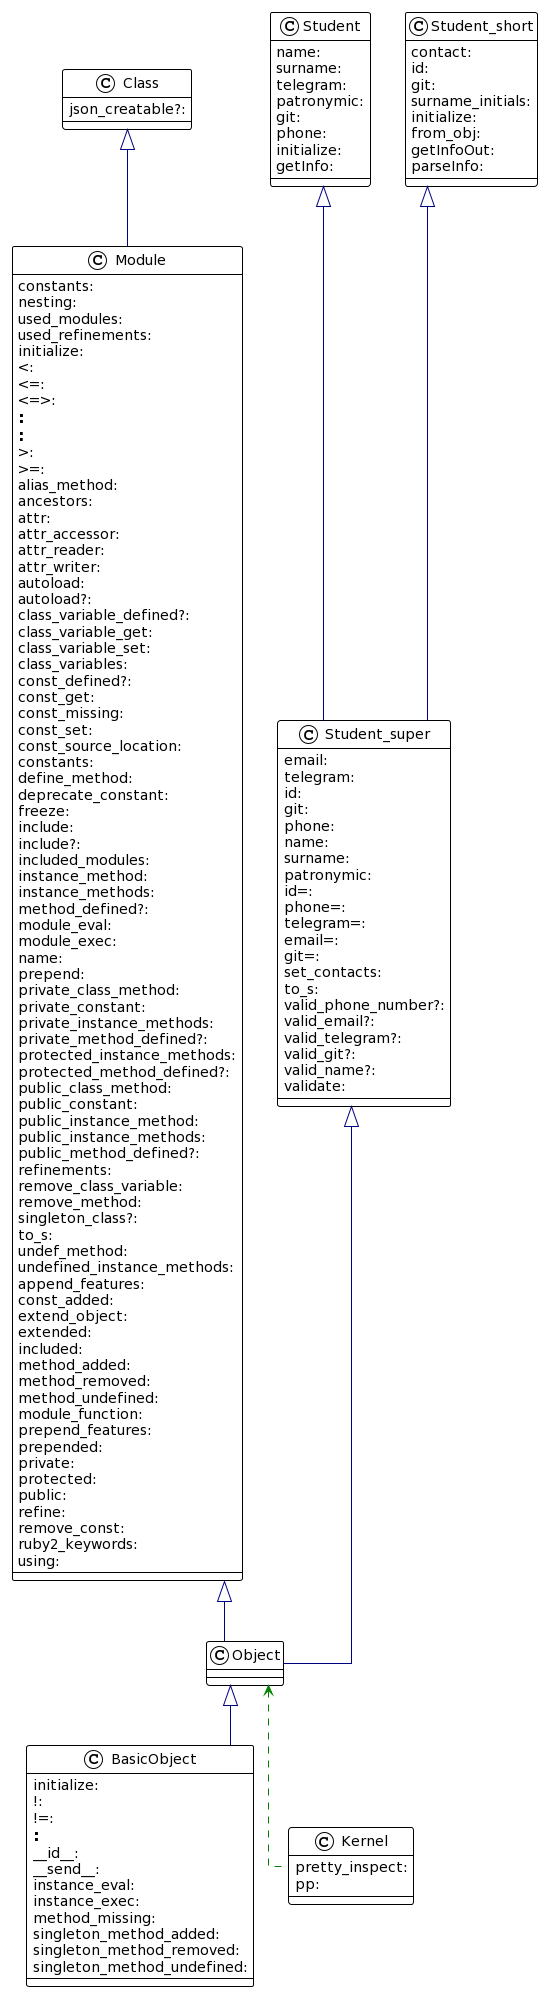 C Student
name:
surname:
telegram:
patronymic:
git:
phone:
initialize:
getInfo:
C Student_short
contact:
id:
git:
surname_initials:
initialize:
from_obj:
getInfoOut:
parseInfo:
C Class
json_creatable?:
C Module
constants:
nesting:
used_modules:
used_refinements:
initialize:
<:
<=:
<=>:
:
:
>:
>=:
alias_method:
ancestors:
attr:
attr_accessor:
attr_reader:
attr_writer:
autoload:
autoload?:
class_variable_defined?:
class_variable_get:
class_variable_set:
class_variables:
const_defined?:
const_get:
const_missing:
const_set:
const_source_location:
constants:
define_method:
deprecate_constant:
freeze:
include:
include?:
included_modules:
instance_method:
instance_methods:
method_defined?:
module_eval:
module_exec:
name:
prepend:
private_class_method:
private_constant:
private_instance_methods:
private_method_defined?:
protected_instance_methods:
protected_method_defined?:
public_class_method:
public_constant:
public_instance_method:
public_instance_methods:
public_method_defined?:
refinements:
remove_class_variable:
remove_method:
singleton_class?:
to_s:
undef_method:
undefined_instance_methods:
append_features:
const_added:
extend_object:
extended:
included:
method_added:
method_removed:
method_undefined:
module_function:
prepend_features:
prepended:
private:
protected:
public:
refine:
remove_const:
ruby2_keywords:
using:
C Student_super
email:
telegram:
id:
git:
phone:
name:
surname:
patronymic:
id=:
phone=:
telegram=:
email=:
git=:
set_contacts:
to_s:
valid_phone_number?:
valid_email?:
valid_telegram?:
valid_git?:
valid_name?:
validate:
C Object
C BasicObject
initialize:
!:
!=:
:
__id__:
__send__:
instance_eval:
instance_exec:
method_missing:
singleton_method_added:
singleton_method_removed:
singleton_method_undefined:
C Kernel
pretty_inspect:
pp: